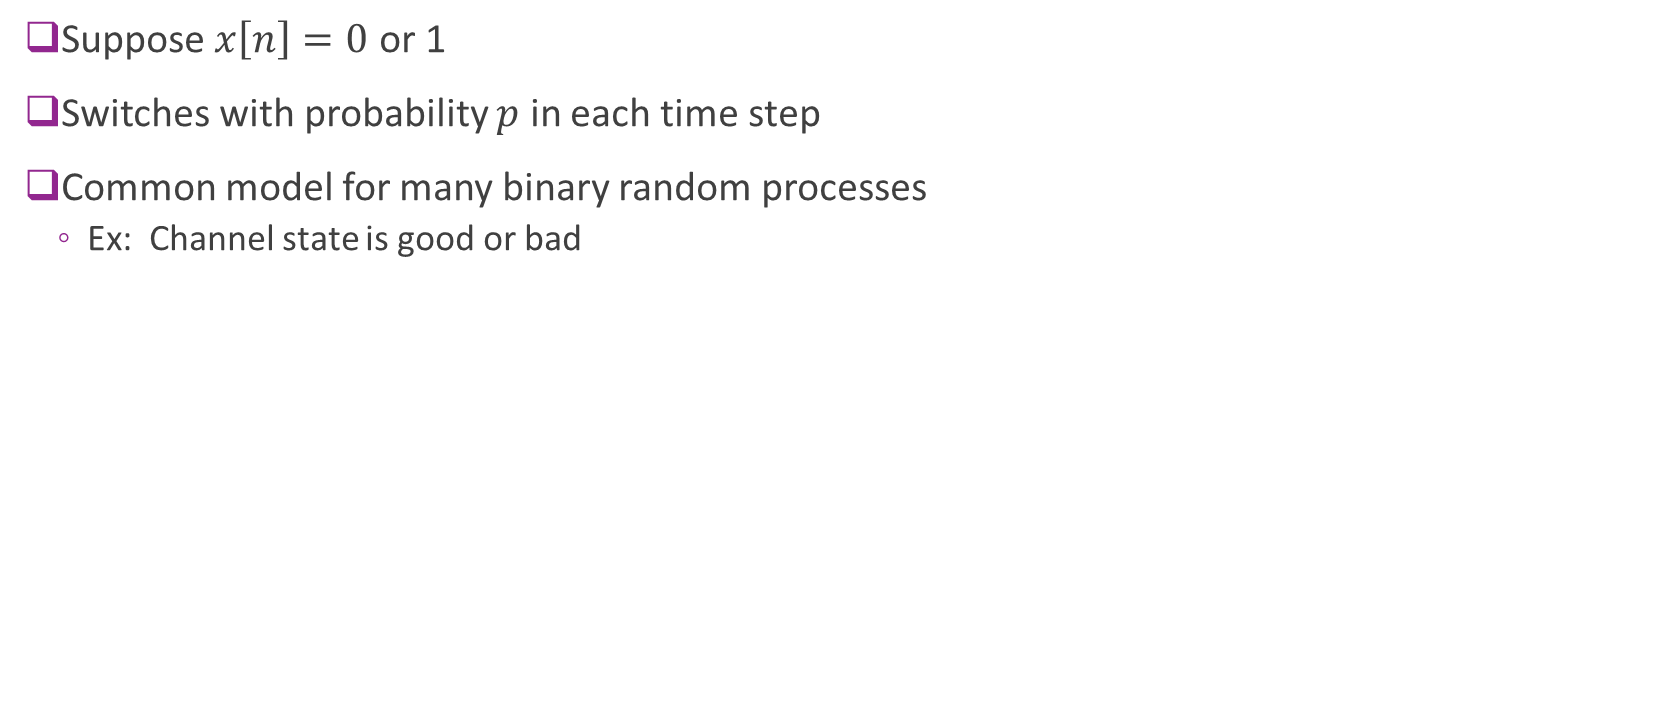 ❑Suppose x[n] = 0 or 1
❑Switches with probability p in each time step
❑Common model for many binary random processes
◦ Ex: Channel state is good or bad